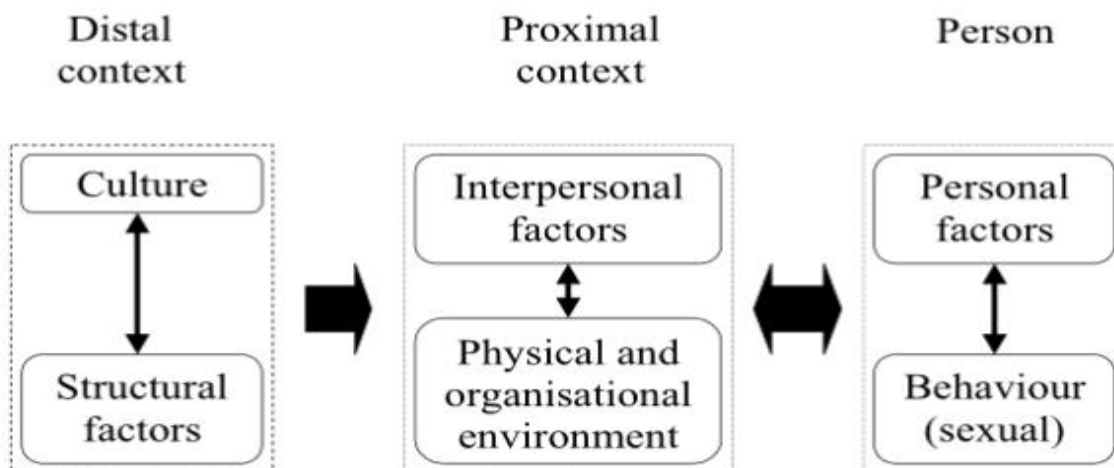 Distal
context
Proximal
context
Person
Culture
Structural
factors
Interpersonal
factors
Physical and
organisational
environment
Personal
factors
Behaviour
(sexual)